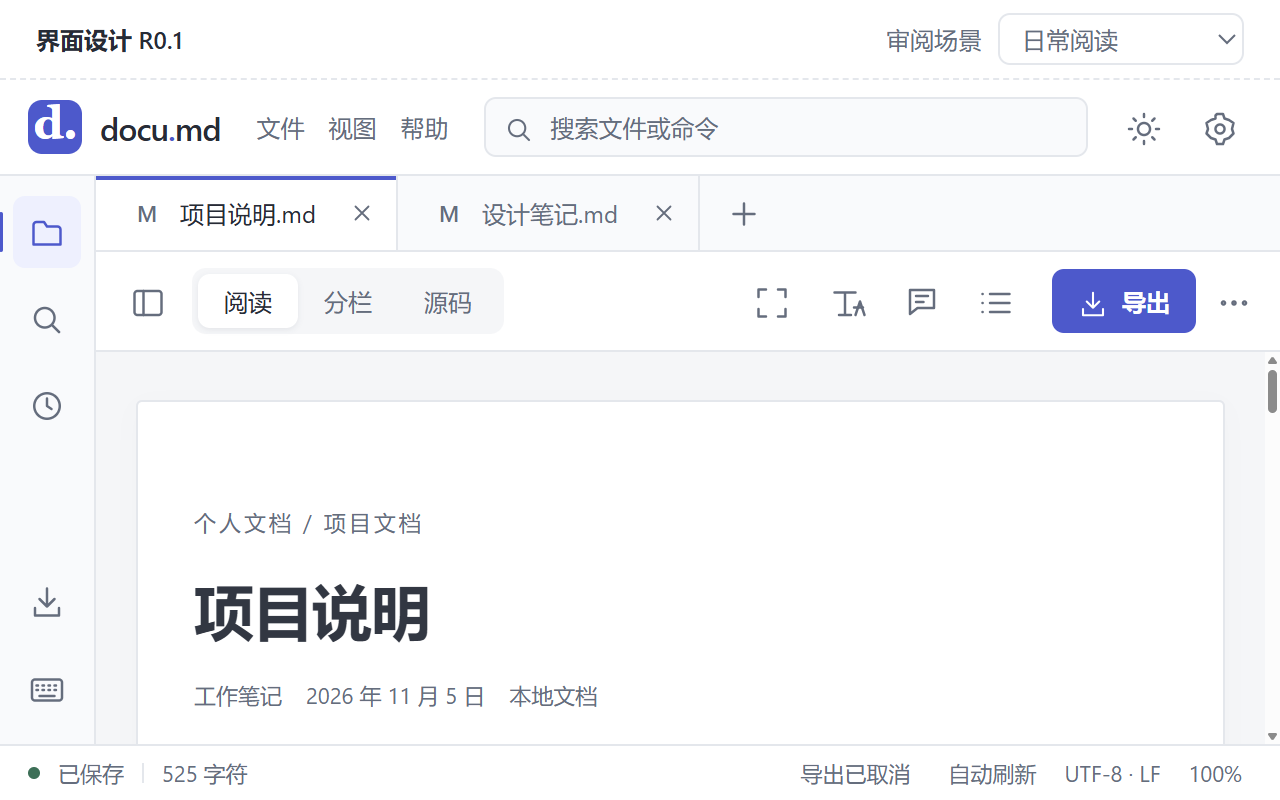 界面设计 R0.1 审阅场景 日常阅读
d. docu.md 文件 视图 帮助 搜索文件或命令
M 项目说明.md M 设计笔记.md
阅读 分栏 源码 导出
个人文档 / 项目文档
项目说明
工作笔记 2026 年 11 月 5 日 本地文档
已保存 525 字符 导出已取消 自动刷新 UTF-8 · LF 100%